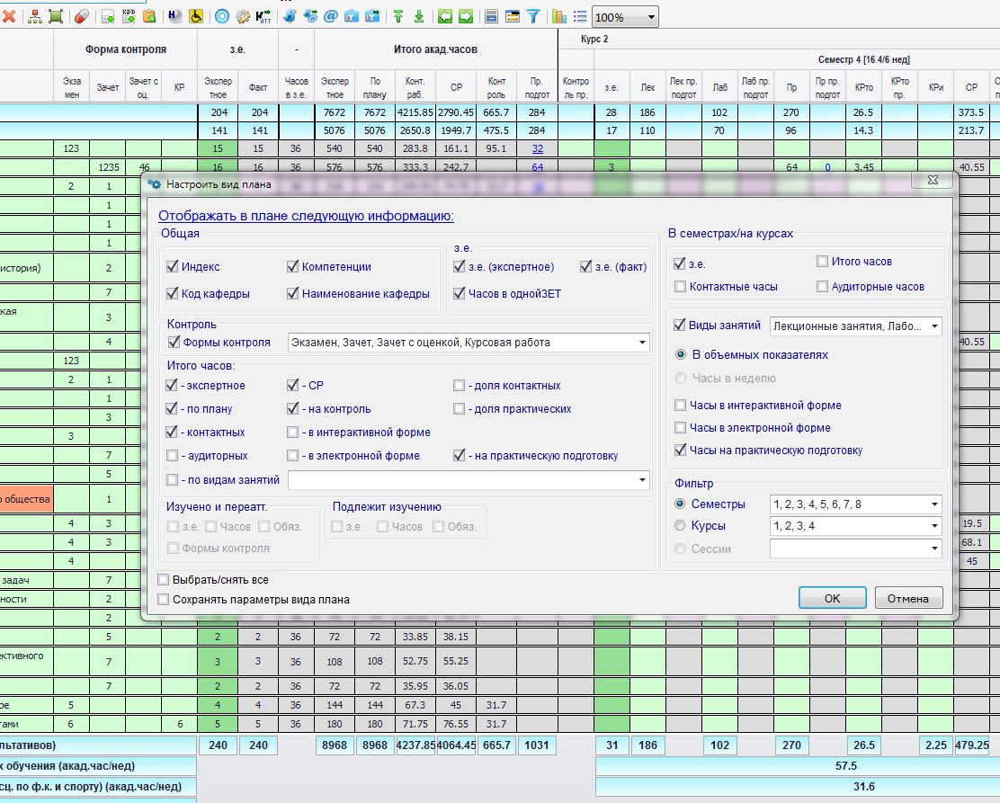 100%
Форма контроля з.е. - Итого акад.часов Курс 2
Семестр 4 [16 4/6 нед]
Экза мен Зачет Зачет с оц. КР Экспер тное Факт Часов в з.е. Экспер тное По плану Конт. раб. СР Конт роль Пр. подгот Контро ль пр. з.е. Лек Лек пр. подгот Лаб Лаб пр. подгот Пр Пр пр. подгот КРто КРто пр. КРи СР
204 204 7672 7672 4215.85 2790.45 665.7 284 28 186 102 270 26.5 373.5
141 141 5076 5076 2650.8 1949.7 475.5 284 17 110 70 96 14.3 213.7
123 15 15 36 540 540 283.8 161.1 95.1 32
1235 46 16 16 36 576 576 333.3 242.7 64 3 64 0 3.45 40.55
2 1
1
1
1
история) 2
7
ская 3
4 40.55
123
2 1
1
3
3
7
5
о общества 1
4 3 19.5
4 3 68.1
4 45
задач 7
ности 2
2
Настроить вид плана
Отображать в плане следующую информацию:
Общая
Индекс Компетенции
Код кафедры Наименование кафедры
з.е.
з.е. (экспертное) з.е. (факт)
Часов в однойЗЕТ
Контроль
Формы контроля Экзамен, Зачет, Зачет с оценкой, Курсовая работа
Итого часов:
- экспертное - СР - доля контактных
- по плану - на контроль - доля практических
- контактных - в интерактивной форме
- аудиторных - в электронной форме - на практическую подготовку
- по видам занятий
Изучено и переатт. Подлежит изучению
з.е. Часов Обяз. з.е. Часов Обяз.
Формы контроля
В семестрах/на курсах
з.е. Итого часов
Контактные часы Аудиторные часов
Виды занятий Лекционные занятия, Лабо...
В объемных показателях
Часы в неделю
Часы в интерактивной форме
Часы в электронной форме
Часы на практическую подготовку
Фильтр
Семестры 1, 2, 3, 4, 5, 6, 7, 8
Курсы 1, 2, 3, 4
Сессии
Выбрать/снять все
Сохранять параметры вида плана
OK Отмена
5 2 2 36 72 72 33.85 38.15
ективного 7 3 3 36 108 108 52.75 55.25
7 2 2 36 72 72 35.95 36.05
ре 5 4 4 36 144 144 67.3 45 31.7
гами 6 6 5 5 36 180 180 71.75 76.55 31.7
льтативов) 240 240 8968 8968 4237.85 4064.45 665.7 1031 31 186 102 270 26.5 2.25 479.25
х обучения (акад.час/нед) 57.5
сц. по ф.к. и спорту) (акад.час/нед) 31.6